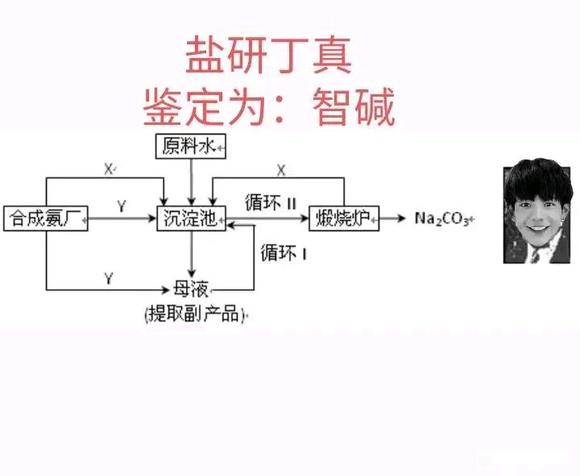 盐研丁真
鉴定为：智碱
原料水
X
X
合成氨厂
Y
沉淀池
循环 II
煅烧炉
Na₂CO₃
循环 I
Y
母液
(提取副产品)